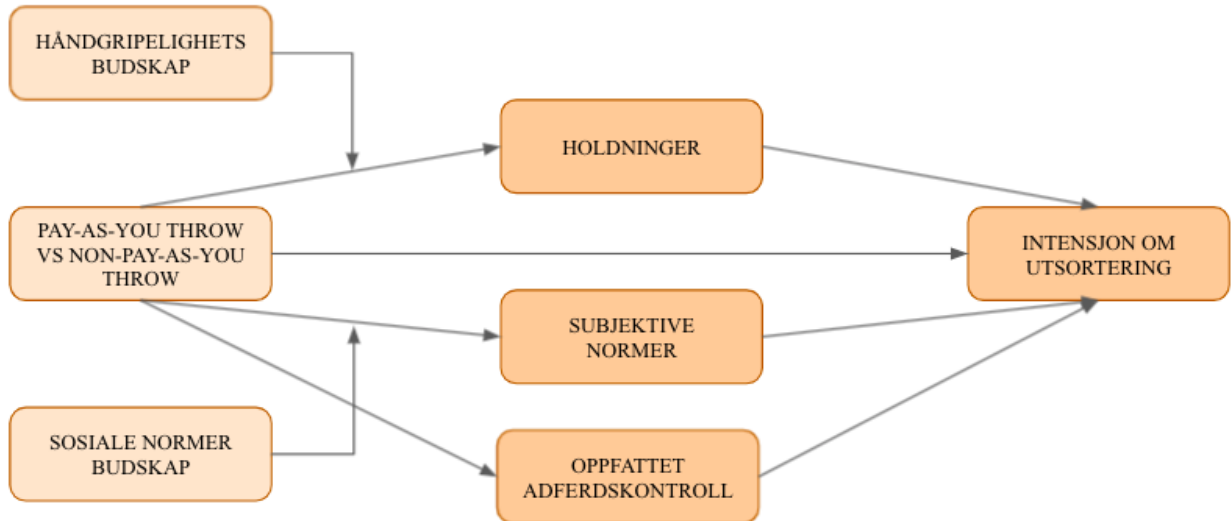 HÅNDGRIPELIGHETS
BUDSKAP
HOLDNINGER
PAY-AS-YOU THROW
VS NON-PAY-AS-YOU
THROW
INTENSJON OM
UTSORTERING
SUBJEKTIVE
NORMER
SOSIALE NORMER
BUDSKAP
OPPFATTET
ADFERDSKONTROLL